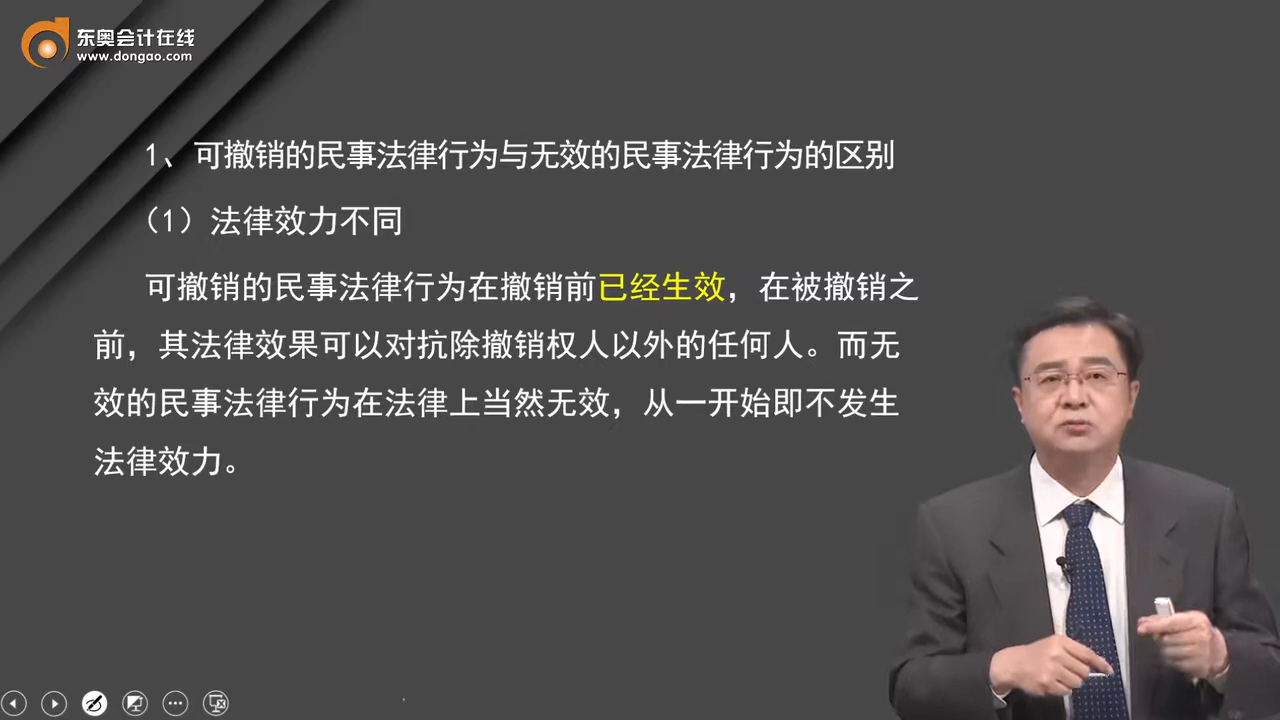 东奥会计在线
www.dongao.com
1、可撤销的民事法律行为与无效的民事法律行为的区别
（1）法律效力不同
可撤销的民事法律行为在撤销前已经生效，在被撤销之
前，其法律效果可以对抗除撤销权人以外的任何人。而无
效的民事法律行为在法律上当然无效，从一开始即不发生
法律效力。